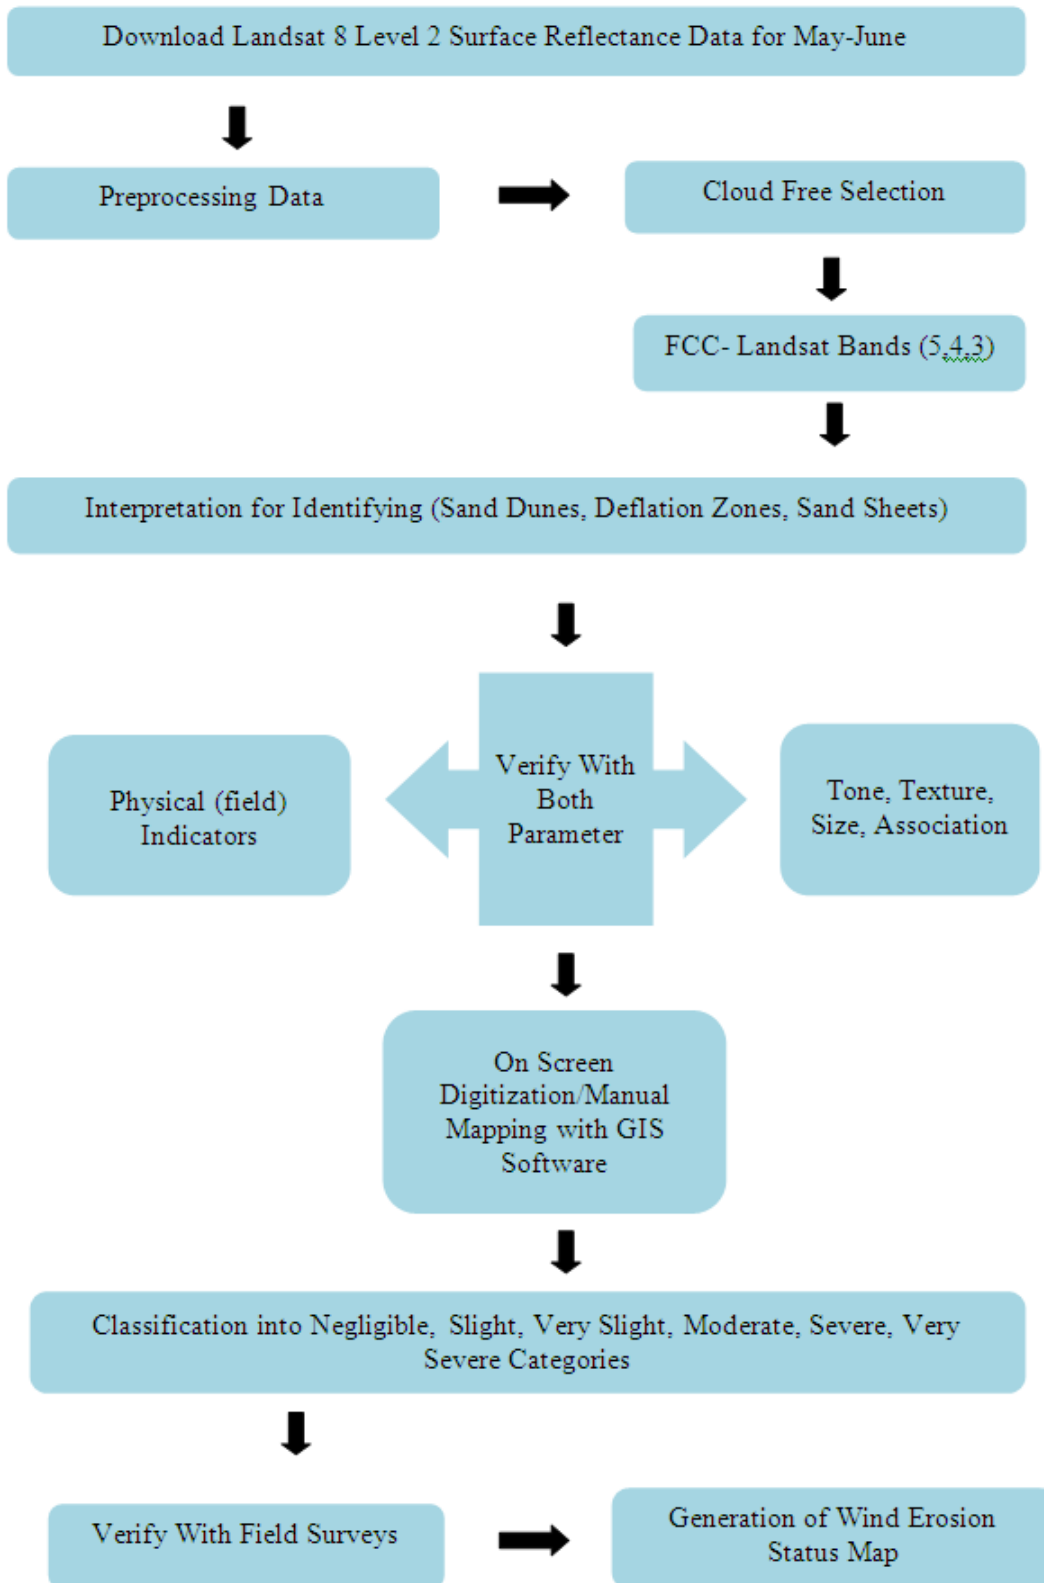 Download Landsat 8 Level 2 Surface Reflectance Data for May-June
Preprocessing Data
Cloud Free Selection
FCC- Landsat Bands (5,4,3)
Interpretation for Identifying (Sand Dunes, Deflation Zones, Sand Sheets)
Physical (field)
Indicators
Verify With
Both
Parameter
Tone, Texture,
Size, Association
On Screen
Digitization/Manual
Mapping with GIS
Software
Classification into Negligible, Slight, Very Slight, Moderate, Severe, Very
Severe Categories
Verify With Field Surveys
Generation of Wind Erosion
Status Map